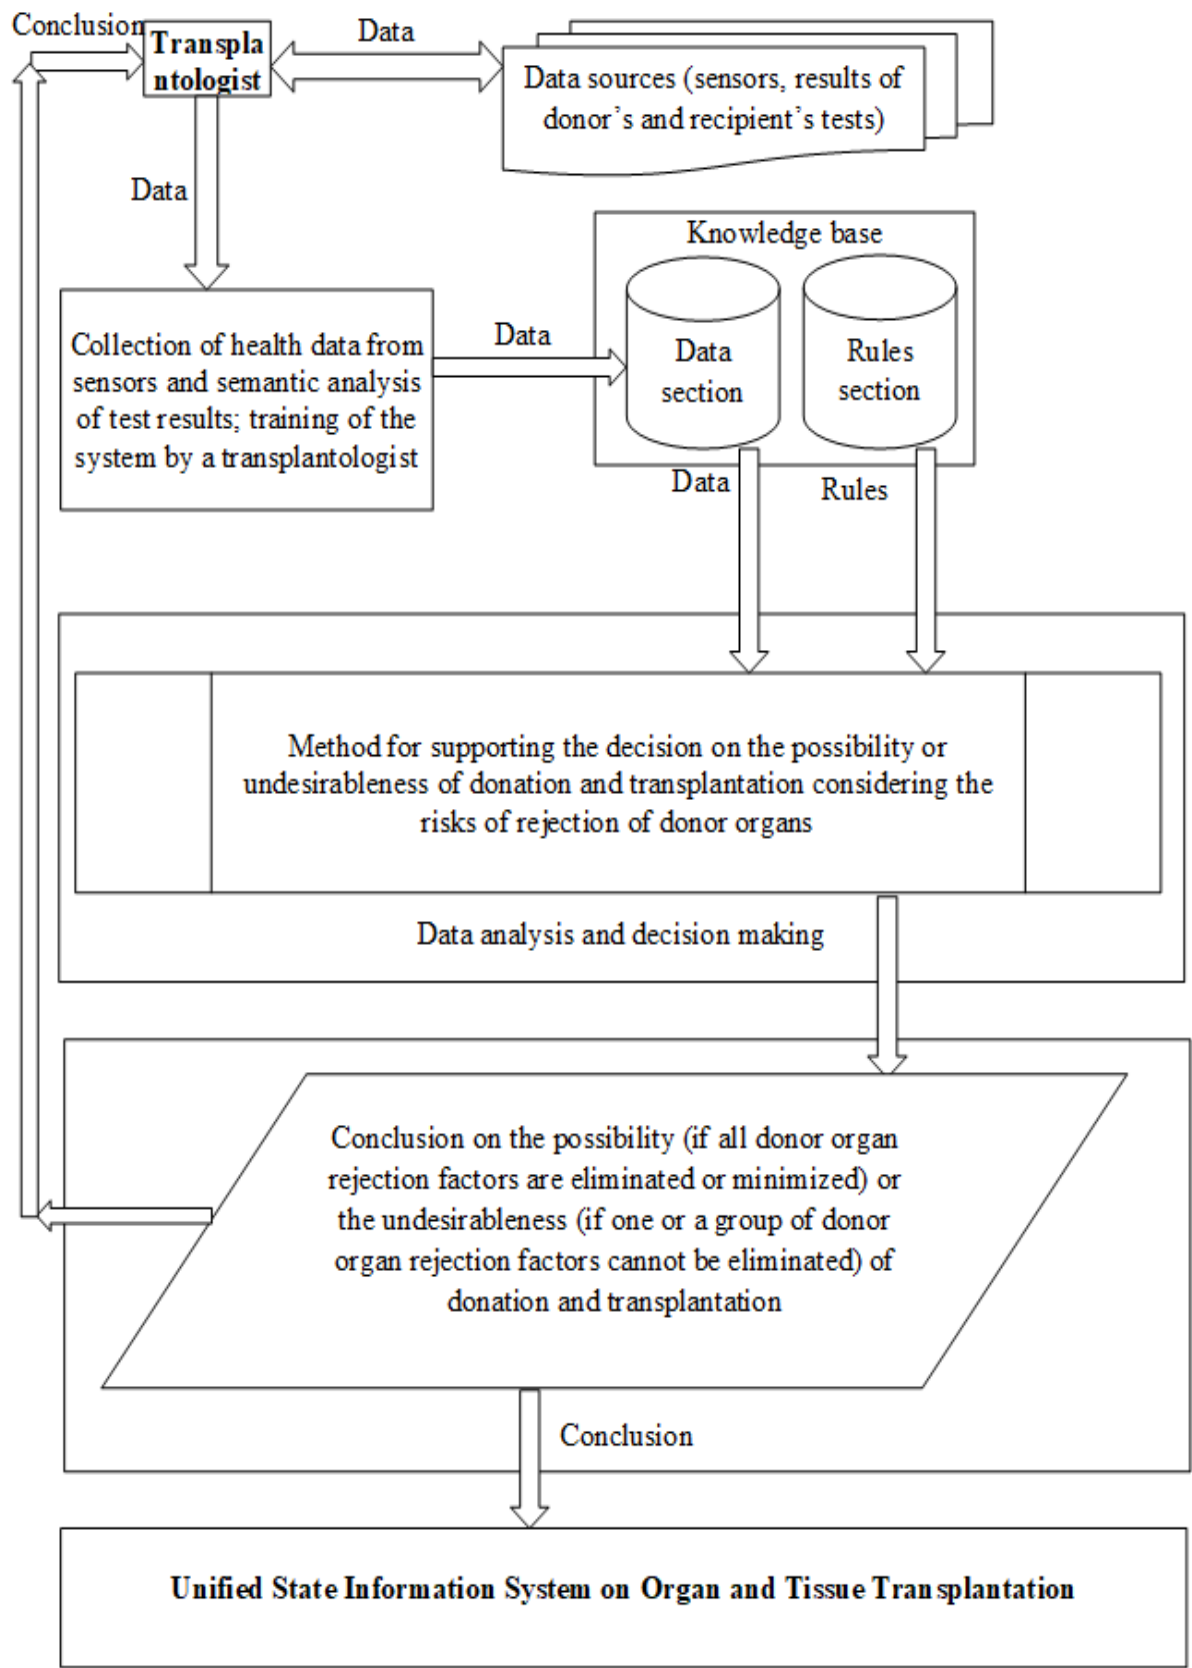 Conclusion
Transpla
ntologist
Data
Data sources (sensors, results of
donor’s and recipient’s tests)
Data
Knowledge base
Data
section
Rules
section
Collection of health data from
sensors and semantic analysis
of test results; training of the
system by a transplantologist
Data
Data
Rules
Method for supporting the decision on the possibility or
undesirableness of donation and transplantation considering the
risks of rejection of donor organs
Data analysis and decision making
Conclusion on the possibility (if all donor organ
rejection factors are eliminated or minimized) or
the undesirableness (if one or a group of donor
organ rejection factors cannot be eliminated) of
donation and transplantation
Conclusion
Unified State Information System on Organ and Tissue Transplantation